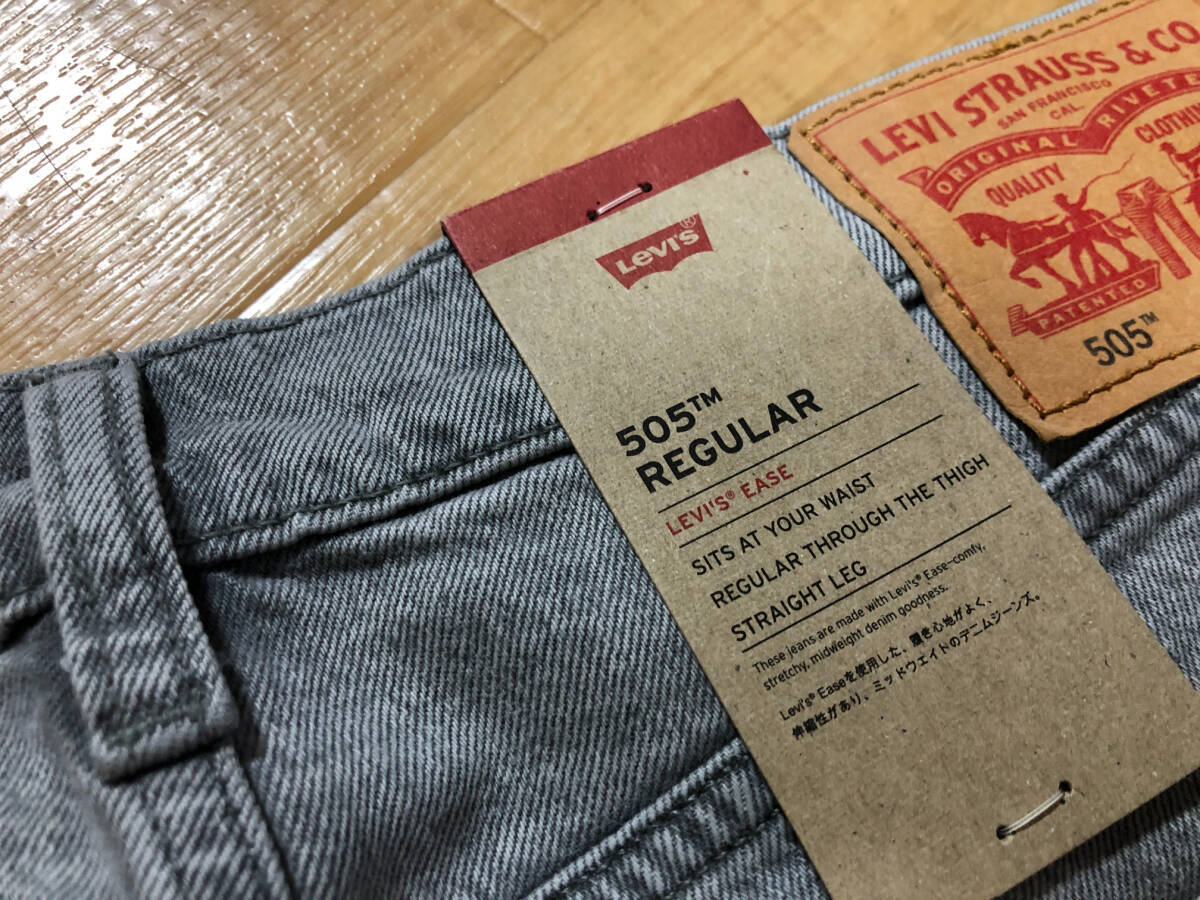 Levi's®
505™
REGULAR
LEVI'S® EASE
SITS AT YOUR WAIST
REGULAR THROUGH THE THIGH
STRAIGHT LEG
These jeans are made with Levi's® Ease-comfy,
stretchy, midweight denim goodness.
Levi's® Easeを使用した、履き心地がよく、
伸縮性があり、ミッドウエイトのデニムジーンズ。
LEVI STRAUSS & CO
SAN FRANCISCO
CAL.
ORIGINAL RIVETE
QUALITY CLOTHIN
PATENTED
505™